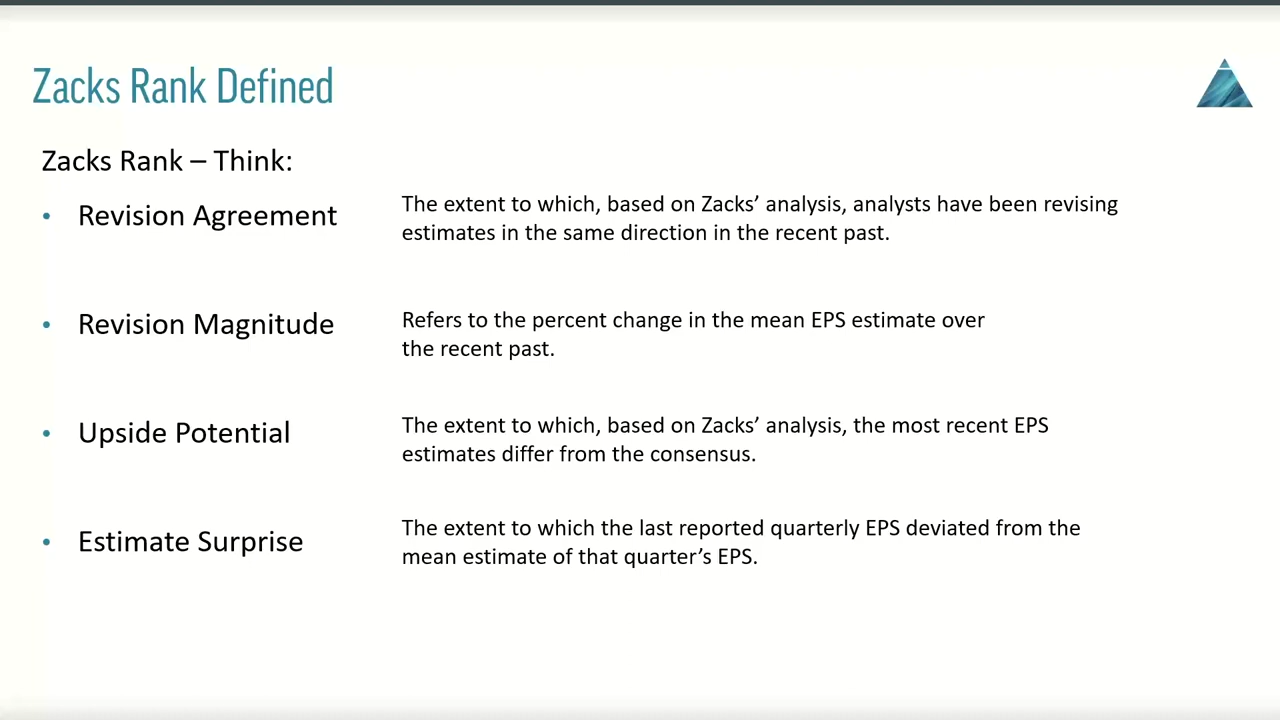 Zacks Rank Defined
Zacks Rank – Think:
• Revision Agreement
The extent to which, based on Zacks’ analysis, analysts have been revising
estimates in the same direction in the recent past.
• Revision Magnitude
Refers to the percent change in the mean EPS estimate over
the recent past.
• Upside Potential
The extent to which, based on Zacks’ analysis, the most recent EPS
estimates differ from the consensus.
• Estimate Surprise
The extent to which the last reported quarterly EPS deviated from the
mean estimate of that quarter’s EPS.